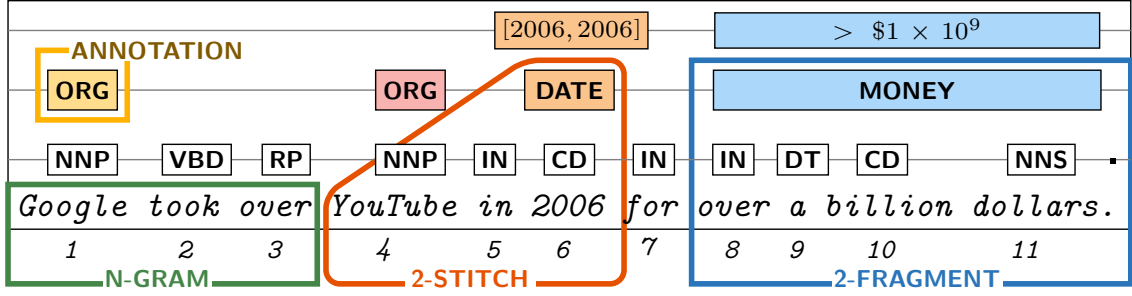 [2006, 2006] > $1 × 10⁹
ANNOTATION
ORG ORG DATE MONEY
NNP VBD RP NNP IN CD IN IN DT CD NNS .
Google took over YouTube in 2006 for over a billion dollars.
1 2 3 4 5 6 7 8 9 10 11
N-GRAM 2-STITCH 2-FRAGMENT